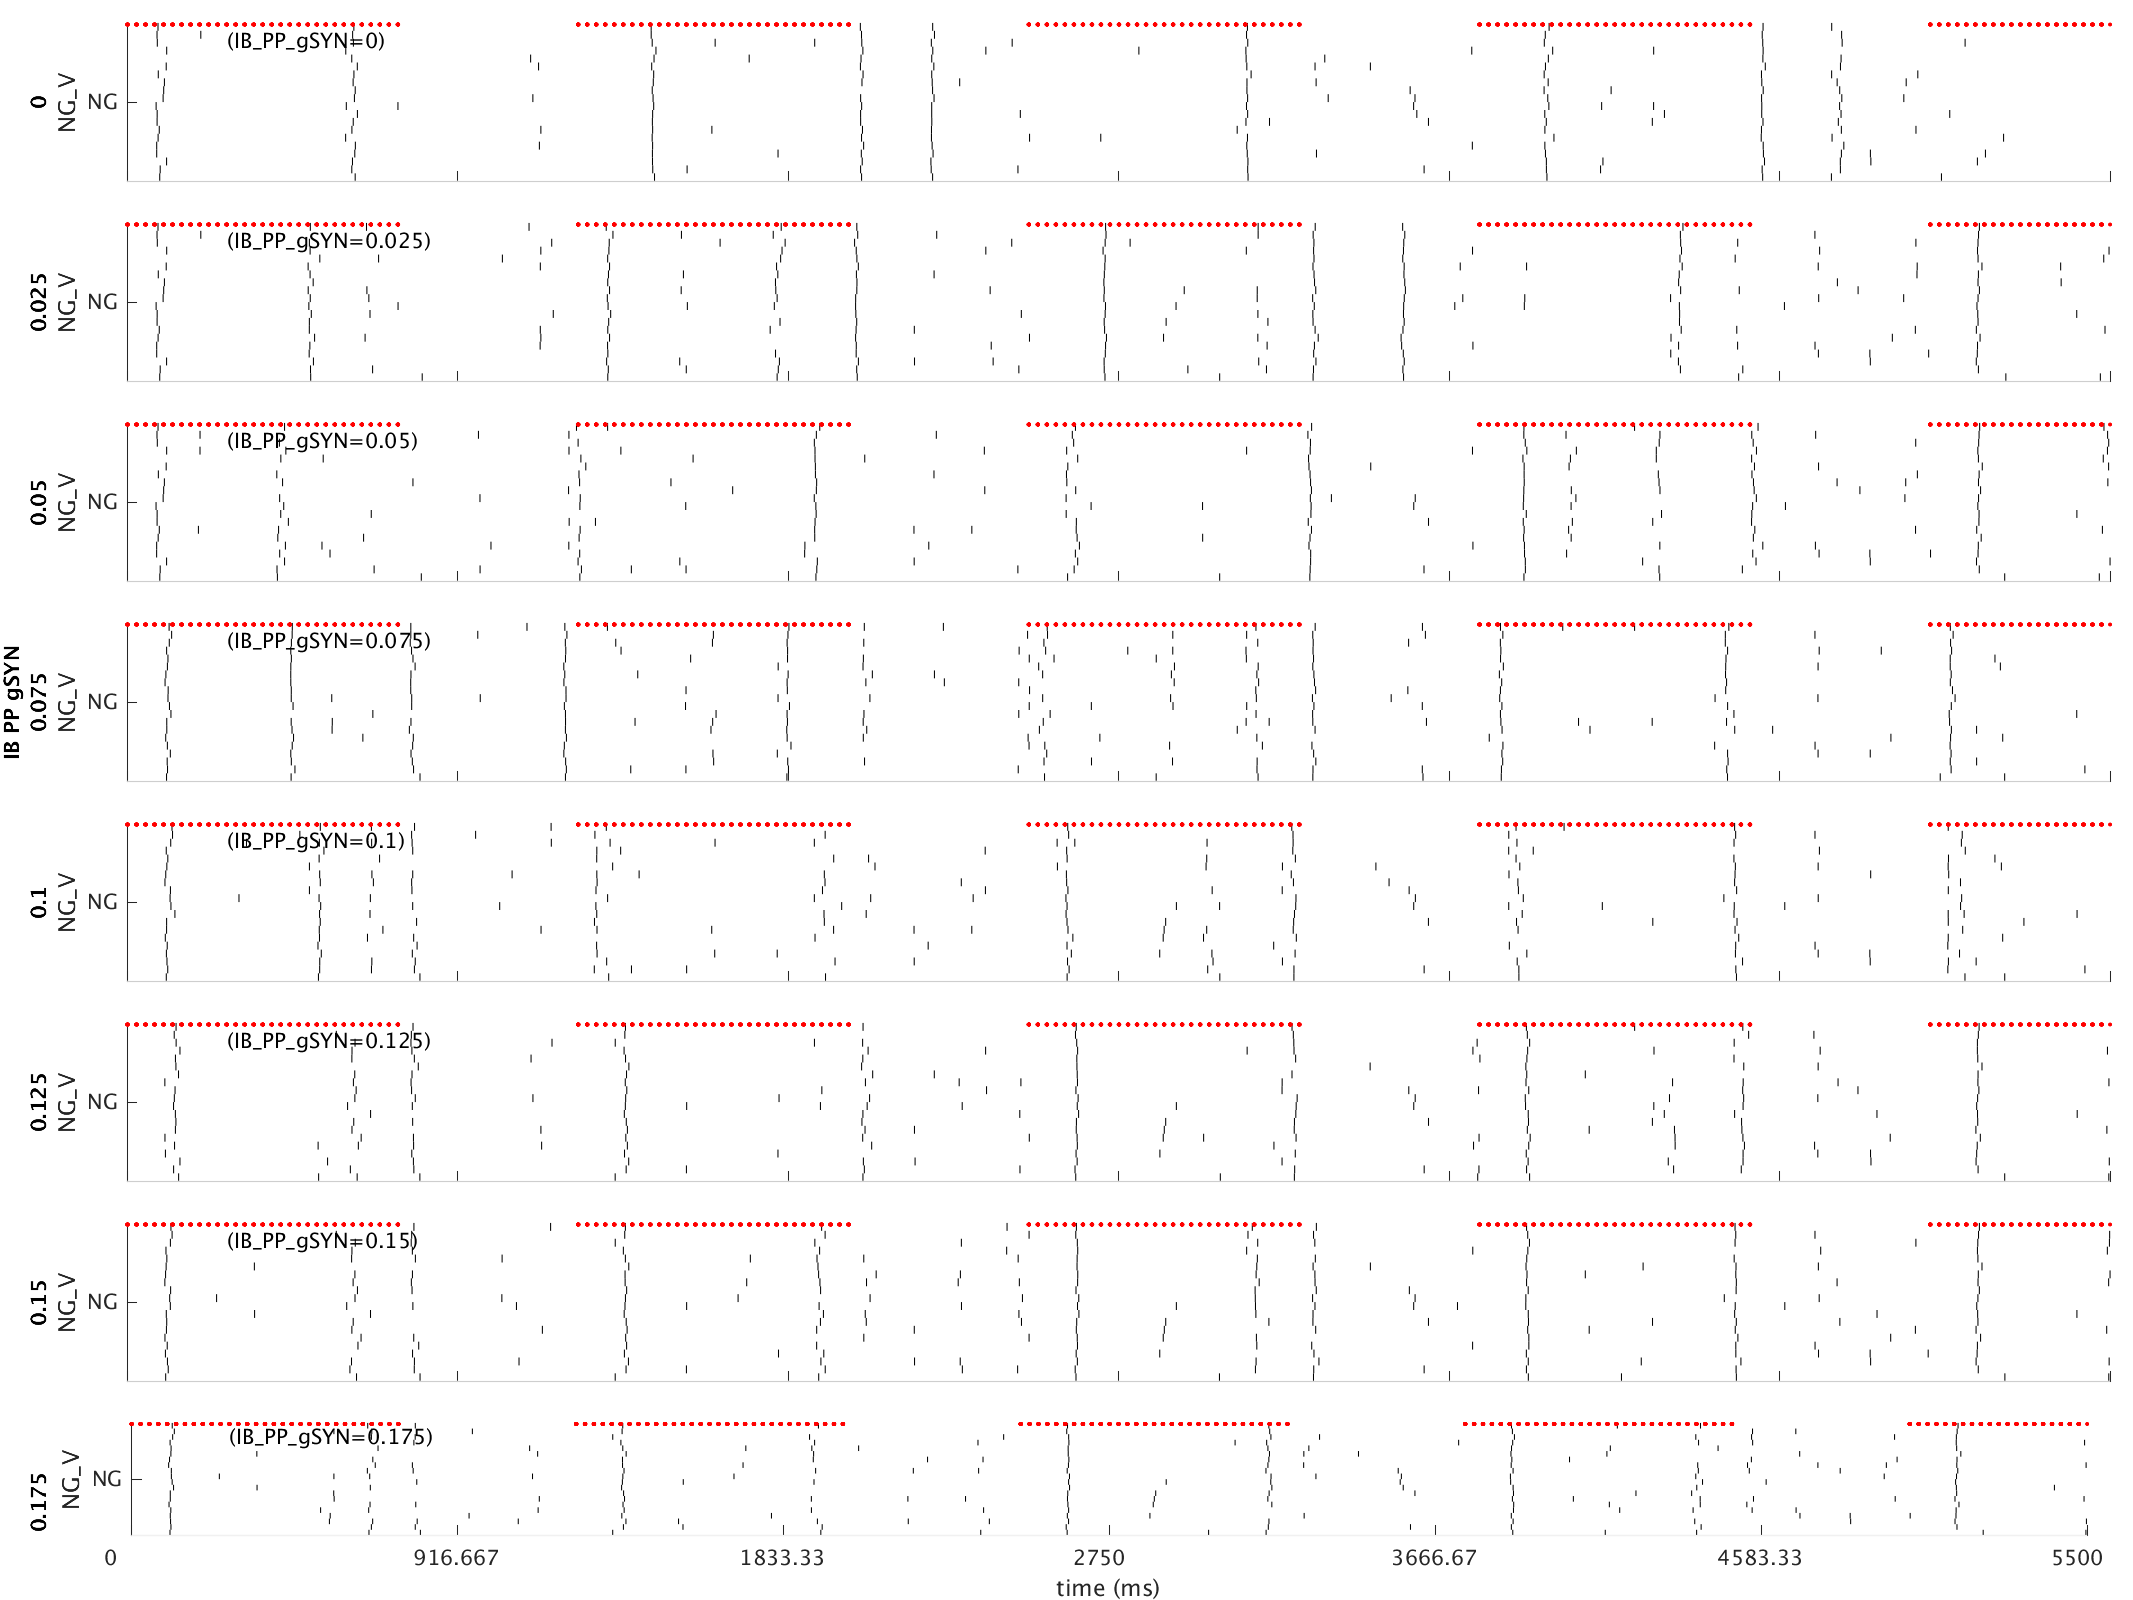 (IB_PP_gSYN=0)
0
NG_V
NG
(IB_PP_gSYN=0.025)
0.025
NG_V
NG
(IB_PP_gSYN=0.05)
0.05
NG_V
NG
(IB_PP_gSYN=0.075)
IB PP gSYN
0.075
NG_V
NG
(IB_PP_gSYN=0.1)
0.1
NG_V
NG
(IB_PP_gSYN=0.125)
0.125
NG_V
NG
(IB_PP_gSYN=0.15)
0.15
NG_V
NG
(IB_PP_gSYN=0.175)
0.175
NG_V
NG
0 916.667 1833.33 2750 3666.67 4583.33 5500
time (ms)